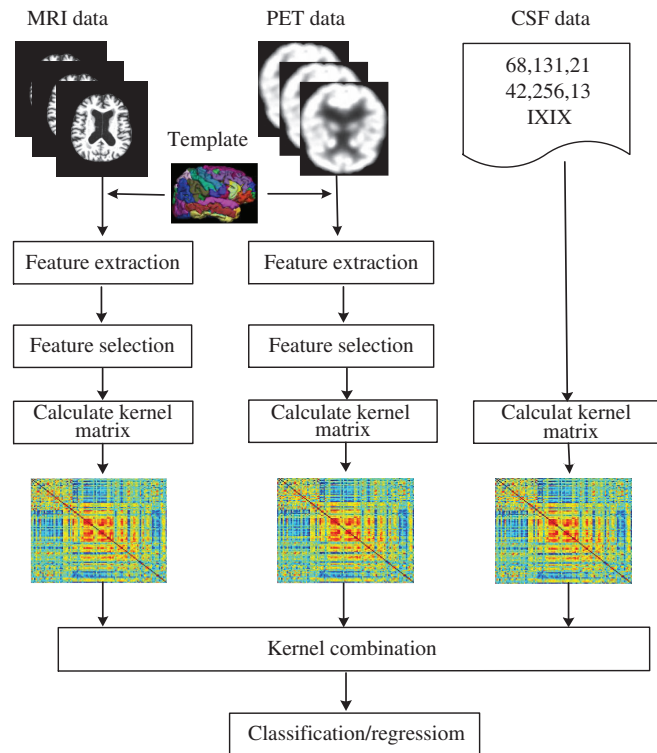 MRI data
PET data
CSF data
68,131,21
42,256,13
IXIX
Template
Feature extraction
Feature extraction
Feature selection
Feature selection
Calculate kernel
matrix
Calculate kernel
matrix
Calculat kernel
matrix
Kernel combination
Classification/regressiom